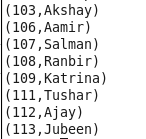 (103,Akshay)
(106,Aamir)
(107,Salman)
(108,Ranbir)
(109,Katrina)
(111,Tushar)
(112,Ajay)
(113,Jubeen)